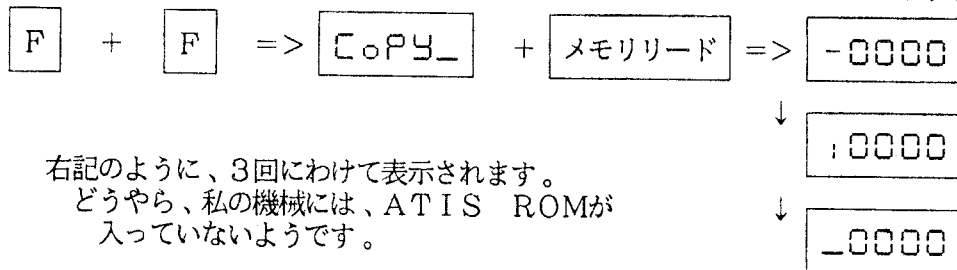 F + F => CoPY_ + メモリリード => -0000
↓
¦0000
右記のように、3回にわけて表示されます。
どうやら、私の機械には、ATIS ROMが
↓
入っていないようです。
_0000